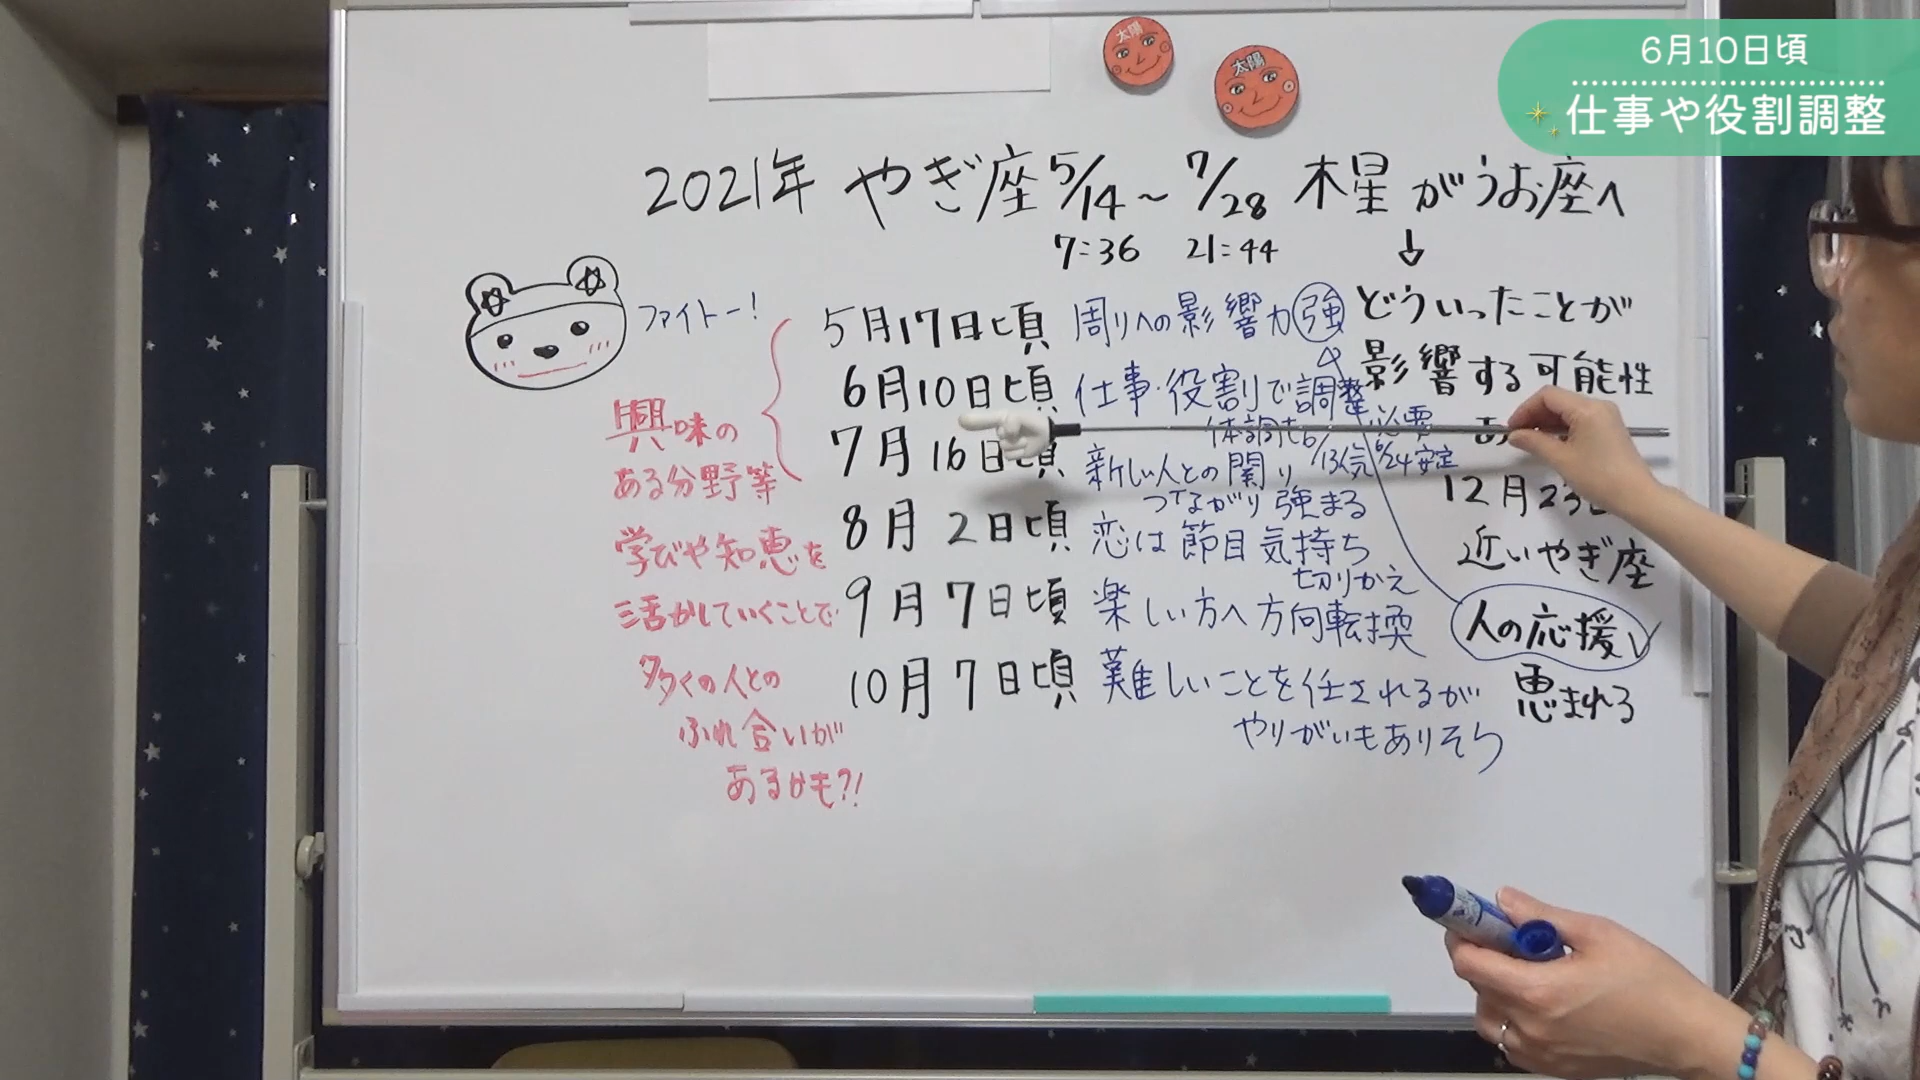 6月10日頃
仕事や役割調整
太陽
太陽
2021年 やぎ座 5/14~7/28 木星がうお座へ
7:36 21:44
↓
ファイトー!
5月17日頃 周りへの影響力強
6月10日頃 仕事・役割で調整
体調も 必要
7月16日頃 新しい人との関り
6/13人気 6/24安定
つながり強まる
8月2日頃 恋は節目気持ち
切りかえ
9月7日頃 楽しい方へ方向転換
10月7日頃 難しいことを任されるが
やりがいもありそう
どういったことが
影響する可能性
あ
12月23
近いやぎ座
人の応援
恵まれる
興味の
ある分野等
学びや知恵を
活かしていくことで
多くの人との
ふれ合いが
あるかも?!